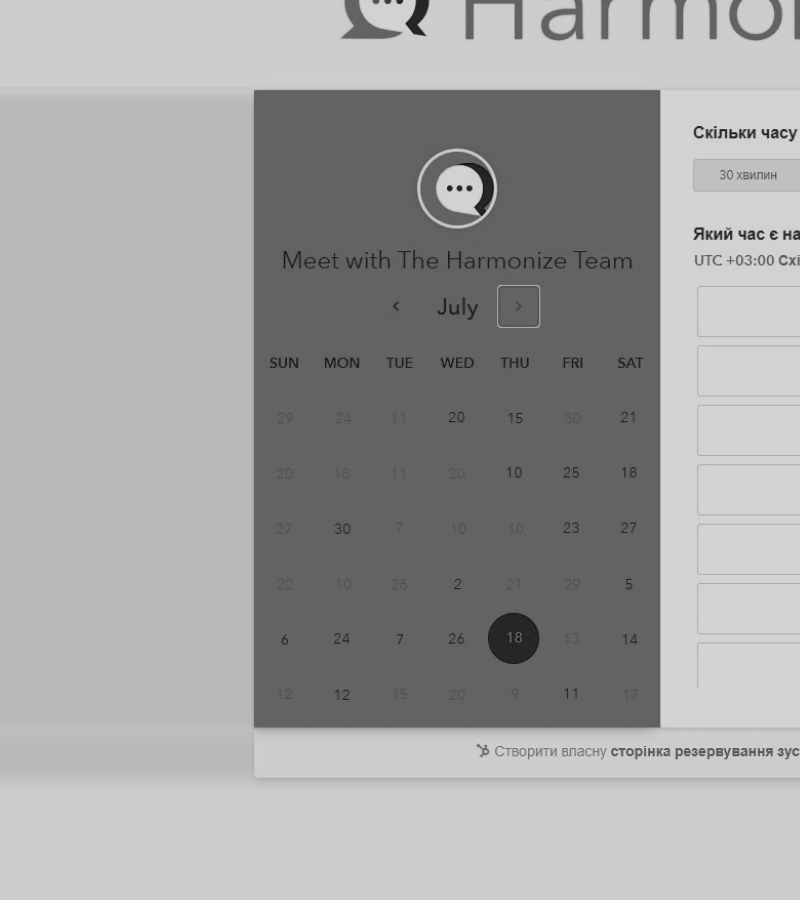 Harmo
Скільки часу
30 хвилин
Який час є на
UTC +03:00 Схі
Meet with The Harmonize Team
July
SUN MON TUE WED THU FRI SAT
29 24 11 20 15 30 21
20 18 11 20 10 25 18
27 30 7 10 10 23 27
22 10 26 2 21 29 5
6 24 7 26 18 13 14
12 12 15 20 9 11 17
Створити власну сторінка резервування зус